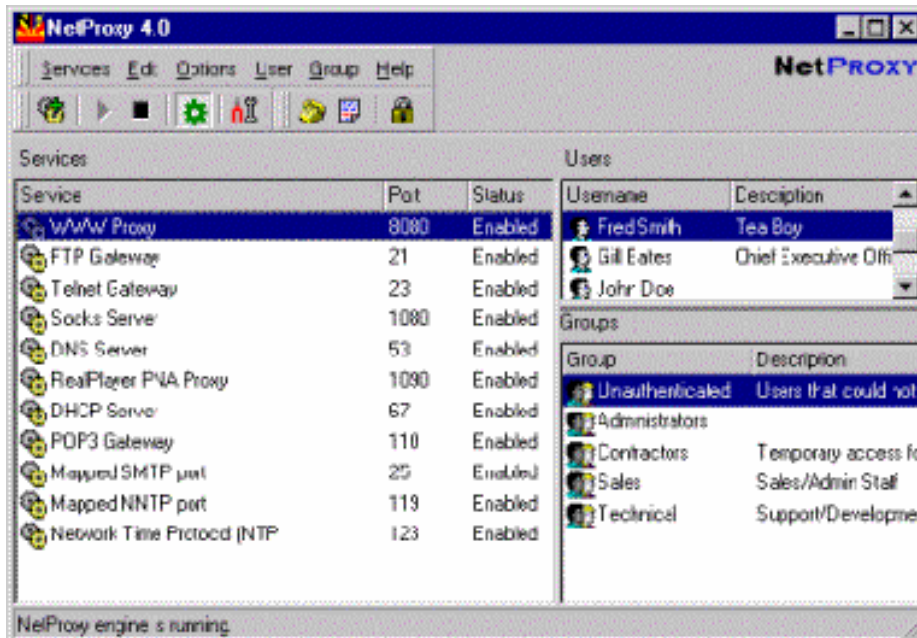 NetProxy 4.0
Services Edit Options User Group Help
NetPROXY
Services
Service Port Status
WWW Proxy 8080 Enabled
FTP Gateway 21 Enabled
Telnet Gateway 23 Enabled
Socks Server 1080 Enabled
DNS Server 53 Enabled
RealPlayer PNA Proxy 1090 Enabled
DHCP Server 67 Enabled
POP3 Gateway 110 Enabled
Mapped SMTP port 25 Enabled
Mapped NNTP port 119 Enabled
Network Time Protocol (NTP 123 Enabled
Users
Username Description
Fred Smith Tea Boy
Gill Eates Chief Executive Offi
John Doe
Groups
Group Description
Unauthenticated Users that could not
Administrators
Contractors Temporary access fo
Sales Sales/Admin Staff
Technical Support/Developme
NetProxy engine is running